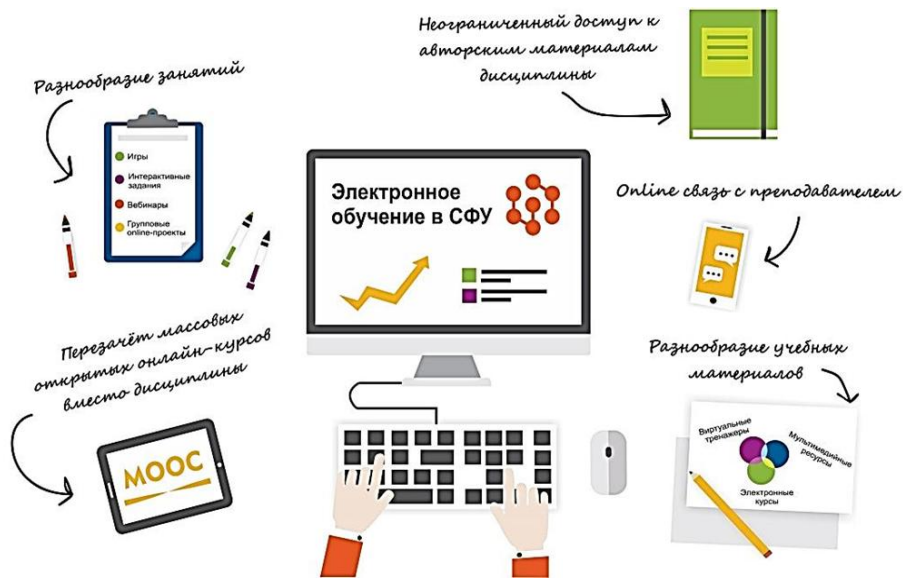 Неограниченный доступ к
авторским материалам
дисциплины
Разнообразие занятий
Игры
Интерактивные
задания
Вебинары
Групповые
online-проекты
Электронное
обучение в СФУ
Online связь с преподавателем
Перезачёт массовых
открытых онлайн-курсов
вместо дисциплины
MOOC
Разнообразие учебных
материалов
Виртуальные
тренажеры
Мультимедийные
ресурсы
Электронные
курсы